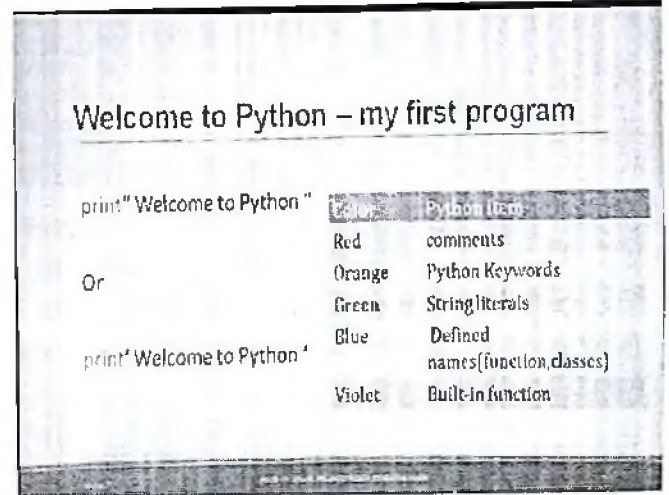 Welcome to Python – my first program
print" Welcome to Python "
Or
print' Welcome to Python '
Color Python Item
Red comments
Orange Python Keywords
Green String literals
Blue Defined
names(function,classes)
Violet Built-in function